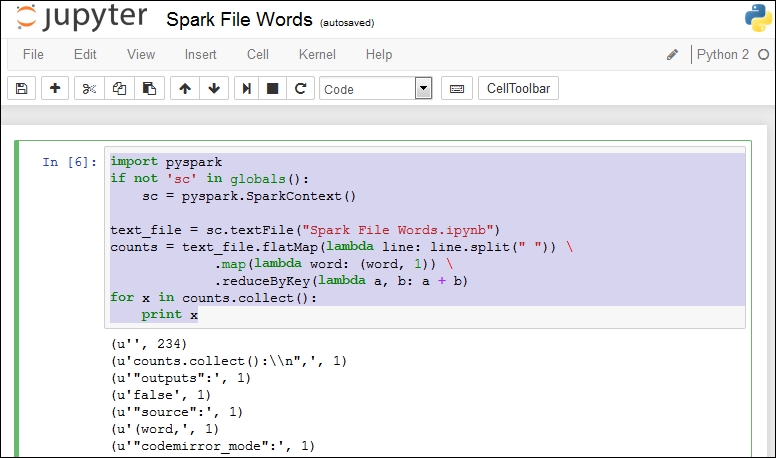 jupyter Spark File Words (autosaved)
File Edit View Insert Cell Kernel Help Python 2
Code CellToolbar
In [6]: import pyspark
if not 'sc' in globals():
    sc = pyspark.SparkContext()
text_file = sc.textFile("Spark File Words.ipynb")
counts = text_file.flatMap(lambda line: line.split(" ")) \
             .map(lambda word: (word, 1)) \
             .reduceByKey(lambda a, b: a + b)
for x in counts.collect():
    print x
(u'', 234)
(u'counts.collect():\\n",', 1)
(u'"outputs":', 1)
(u'false', 1)
(u'"source":', 1)
(u'(word,', 1)
(u'"codemirror_mode":', 1)